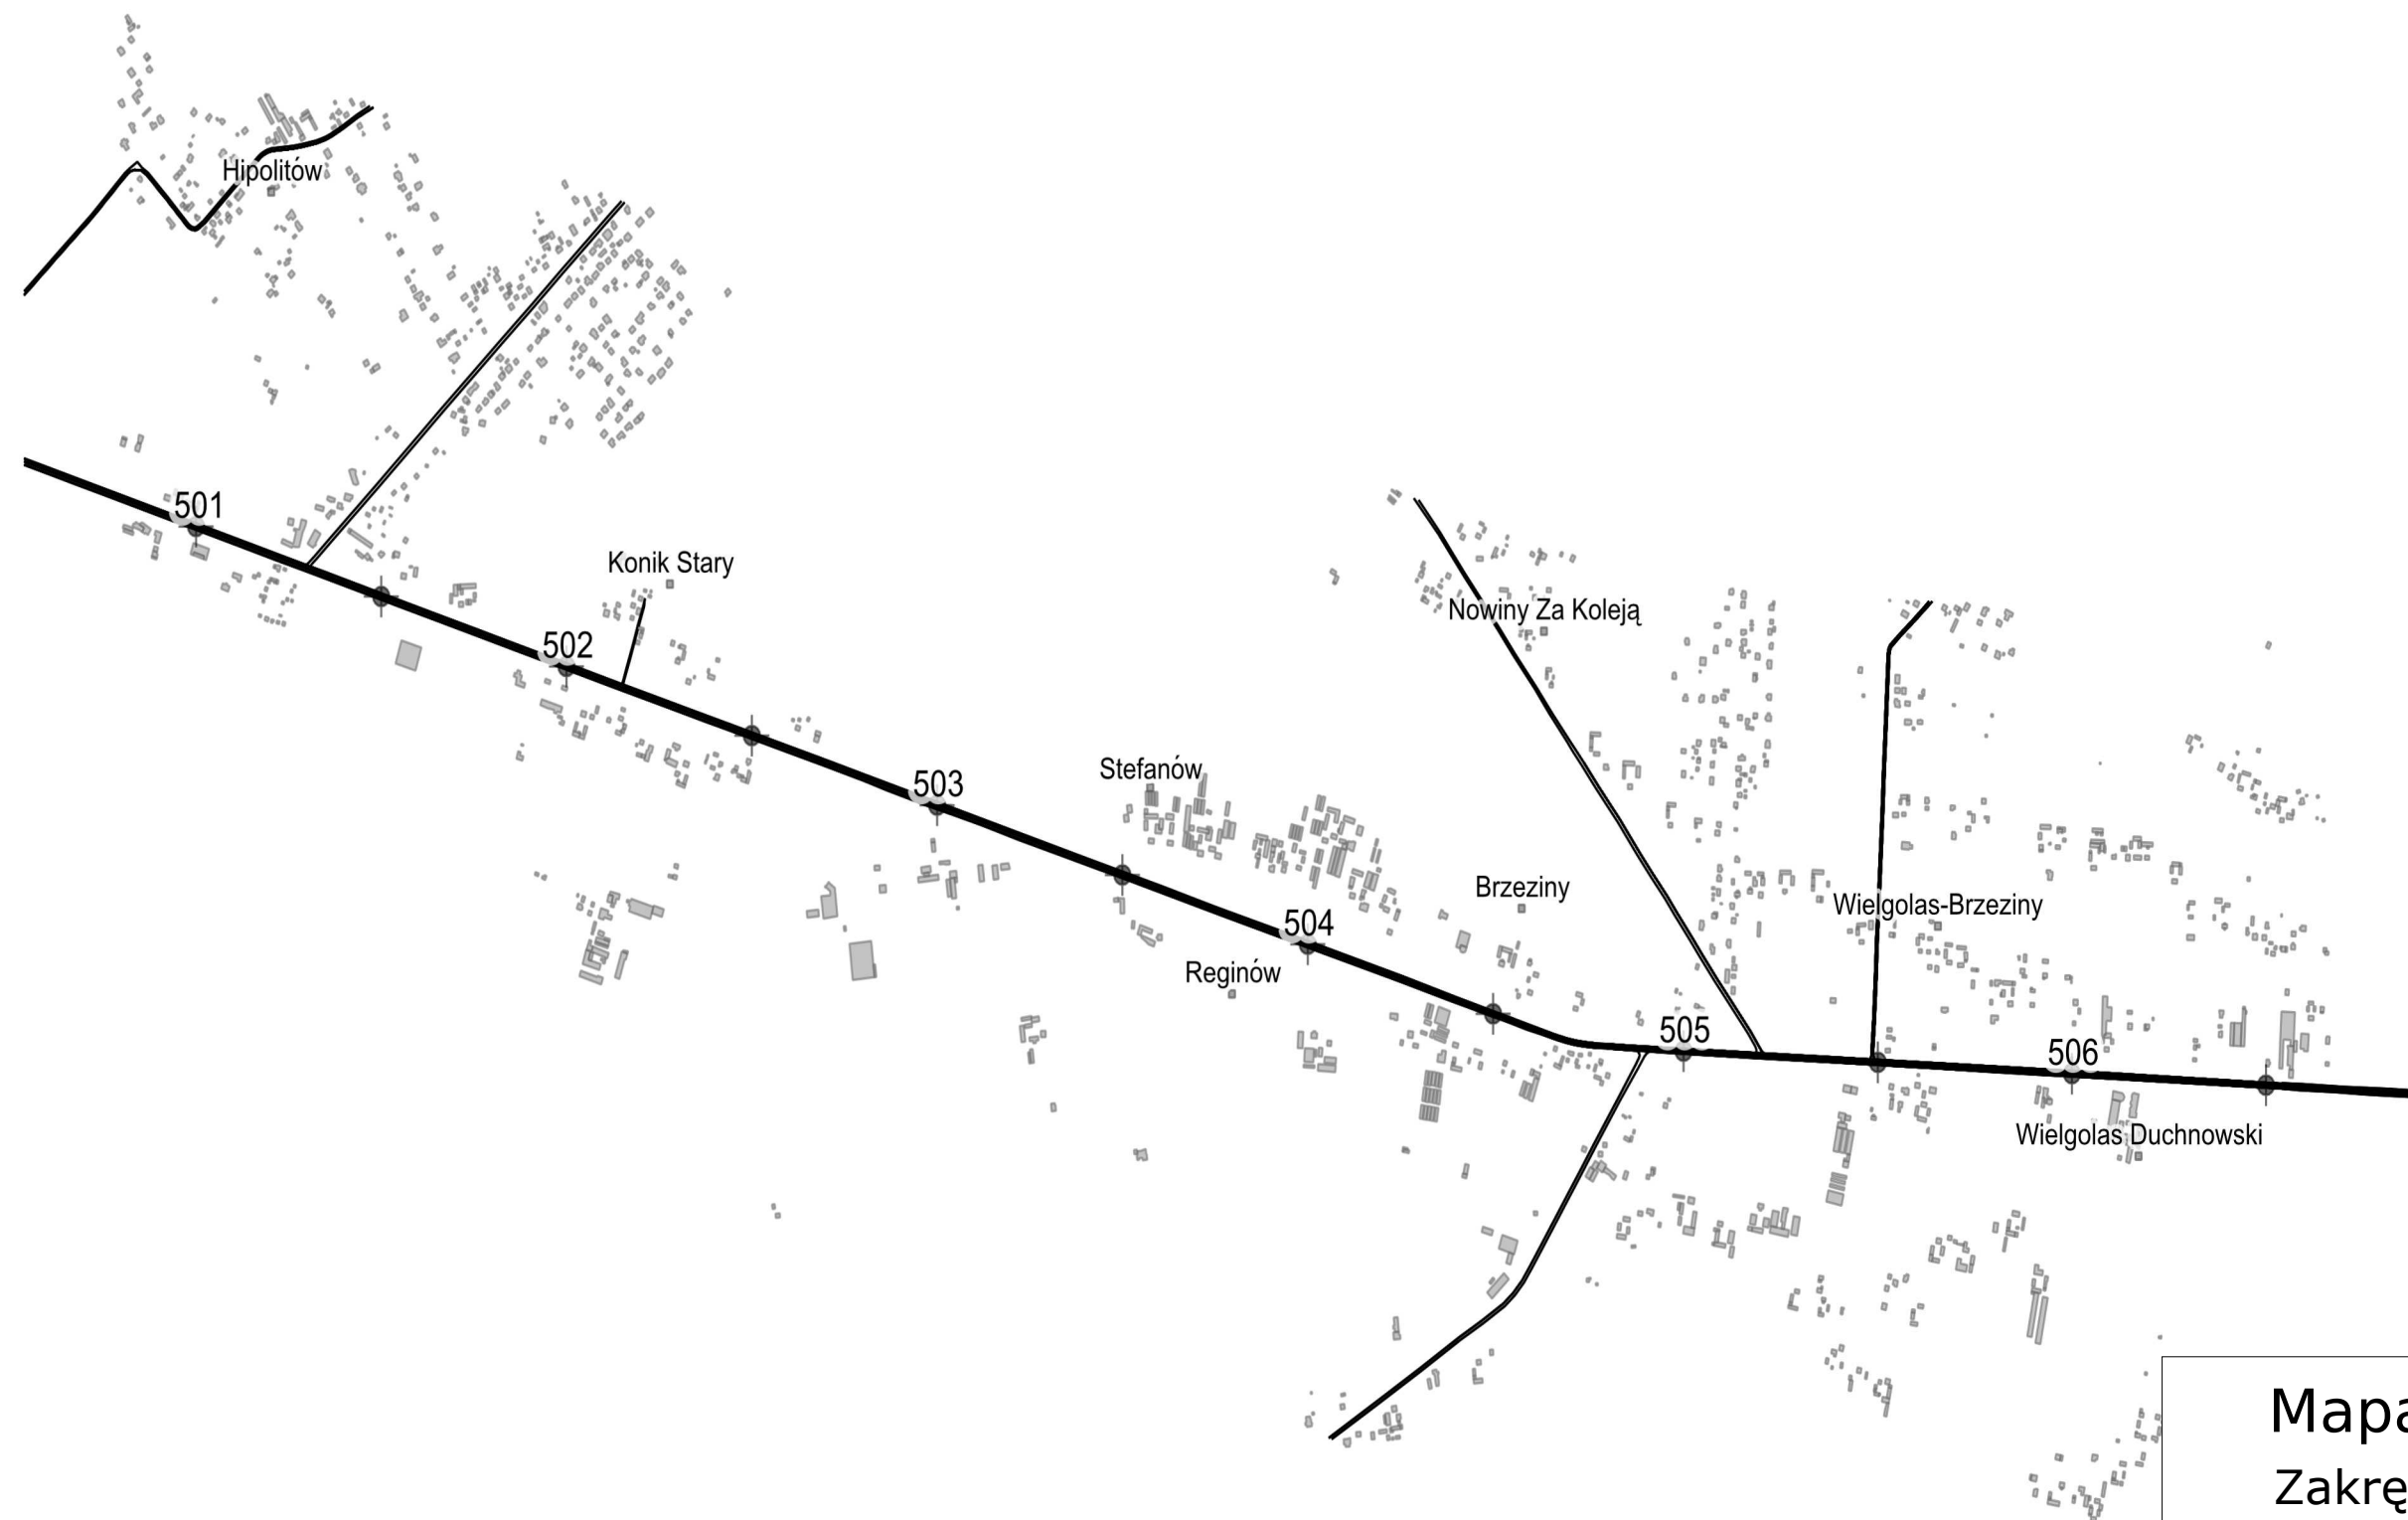 Hipolitów
501
Konik Stary
502
503
Stefanów
504
Reginów
Brzeziny
Nowiny Za Koleją
505
Wielgolas-Brzeziny
506
Wielgolas Duchnowski
Mapa
Zakrę